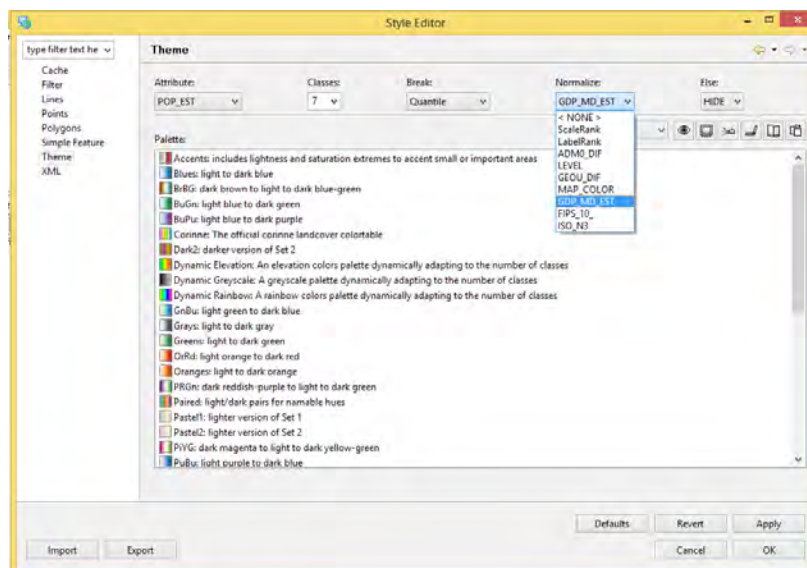 Style Editor
type filter text he
Cache
Filter
Lines
Points
Polygons
Simple Feature
Theme
XML
Theme
Attribute:
Classes:
Break:
Normalize:
Else:
POP_EST
7
Quantile
GDP_MD_EST
HIDE
< NONE >
ScaleRank
LabelRank
ADM0_DIF
LEVEL
GEOU_DIF
MAP_COLOR
GDP_MD_EST
FIPS_10_
ISO_N3
Palette:
Accents: includes lightness and saturation extremes to accent small or important areas
Blues: light to dark blue
BrBG: dark brown to light to dark blue-green
BuGn: light blue to dark green
BuPu: light blue to dark purple
Corinne: The official corinne landcover colortable
Dark2: darker version of Set 2
Dynamic Elevation: An elevation colors palette dynamically adapting to the number of classes
Dynamic Greyscale: A greyscale palette dynamically adapting to the number of classes
Dynamic Rainbow: A rainbow colors palette dynamically adapting to the number of classes
GnBu: light green to dark blue
Grays: light to dark gray
Greens: light to dark green
OrRd: light orange to dark red
Oranges: light to dark orange
PRGn: dark reddish-purple to light to dark green
Paired: light/dark pairs for namable hues
Pastel1: lighter version of Set 1
Pastel2: lighter version of Set 2
PiYG: dark magenta to light to dark yellow-green
PuBu: light purple to dark blue
Defaults
Revert
Apply
Import
Export
Cancel
OK